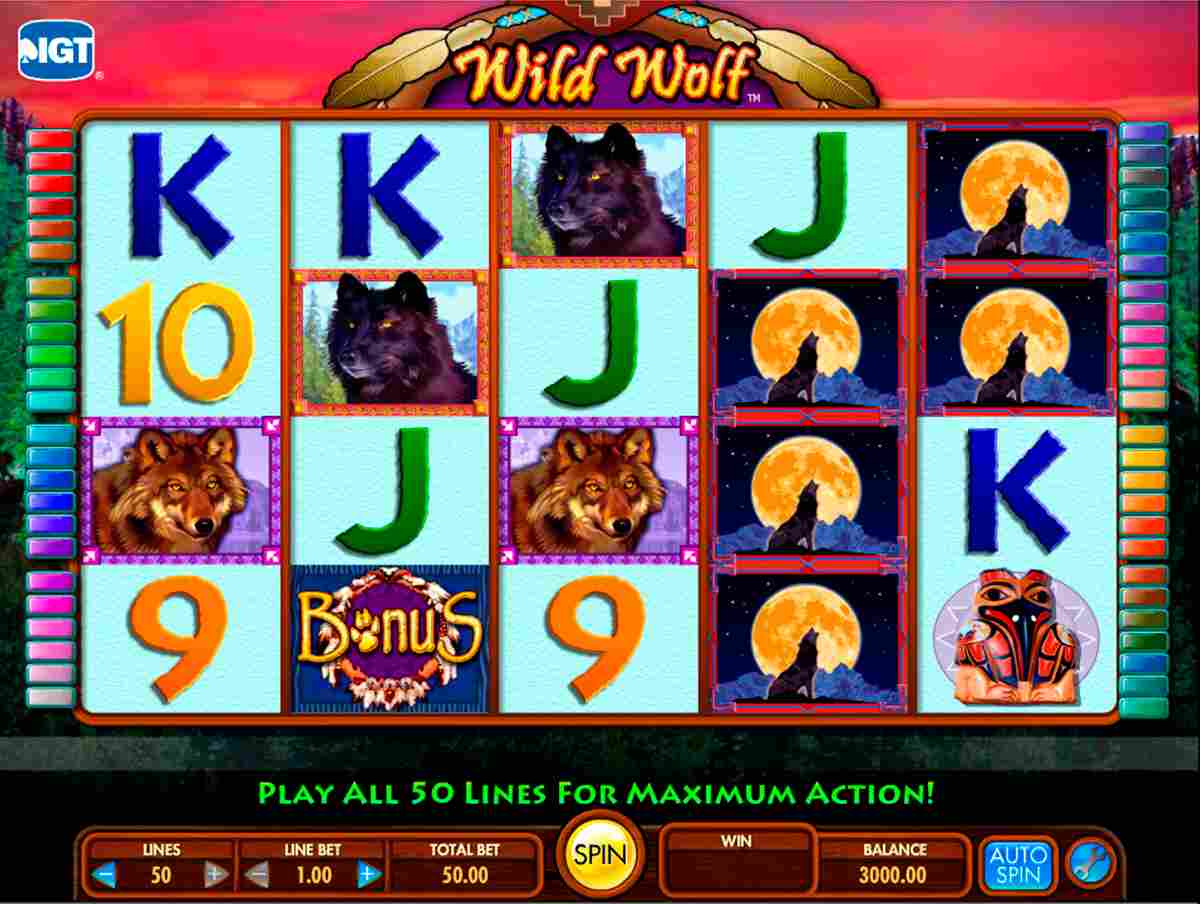 IGT®
Wild Wolf™
K K J
10 J
J K
9 Bonus 9
Play All 50 Lines For Maximum Action!
LINES LINE BET TOTAL BET SPIN WIN BALANCE AUTO SPIN
50 1.00 50.00 3000.00